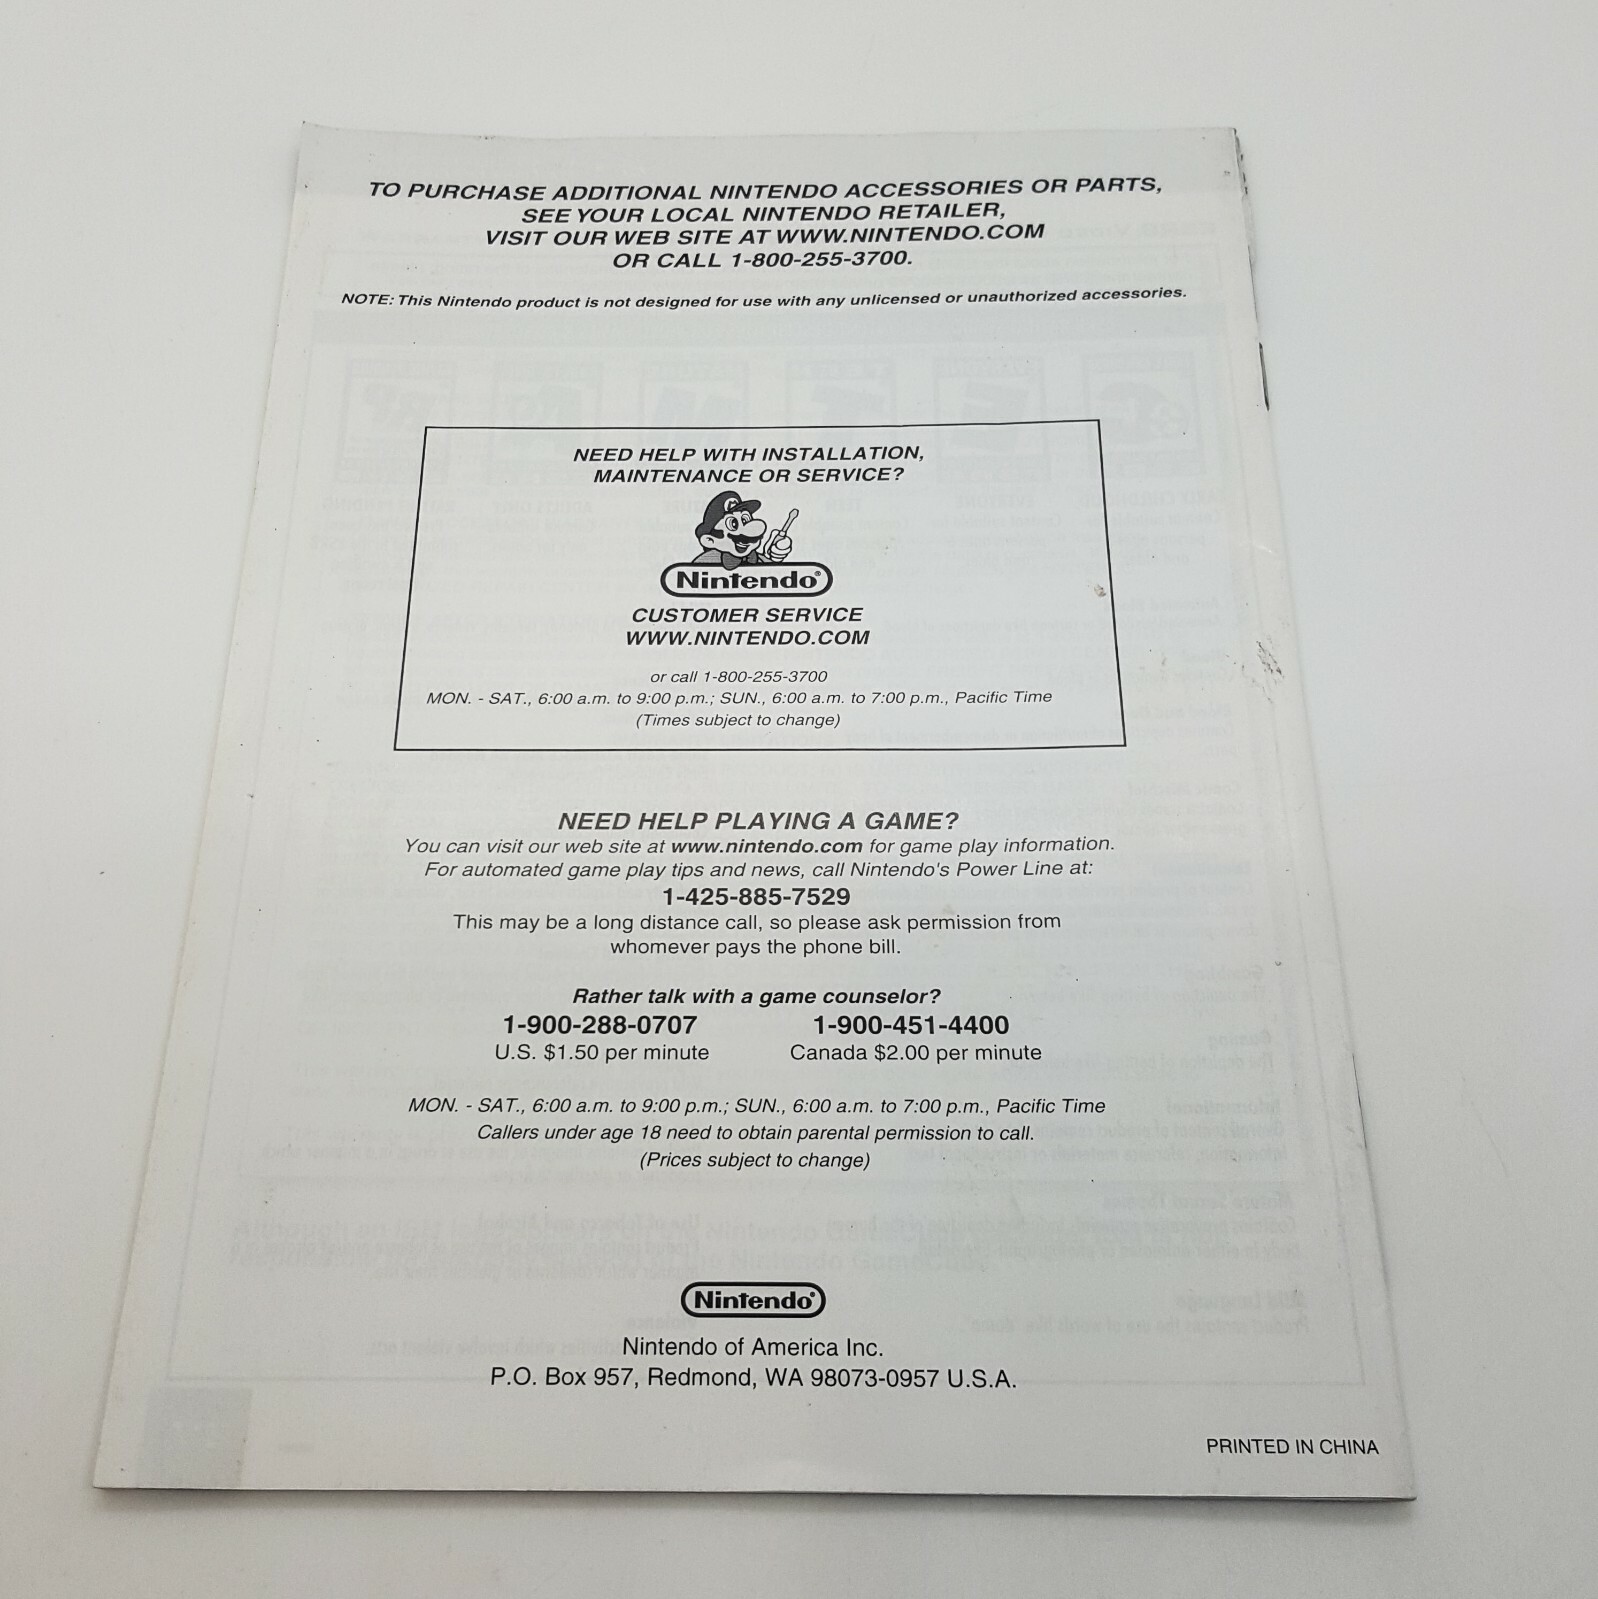 TO PURCHASE ADDITIONAL NINTENDO ACCESSORIES OR PARTS,
SEE YOUR LOCAL NINTENDO RETAILER,
VISIT OUR WEB SITE AT WWW.NINTENDO.COM
OR CALL 1-800-255-3700.
NOTE: This Nintendo product is not designed for use with any unlicensed or unauthorized accessories.
NEED HELP WITH INSTALLATION,
MAINTENANCE OR SERVICE?
Nintendo®
CUSTOMER SERVICE
WWW.NINTENDO.COM
or call 1-800-255-3700
MON. - SAT., 6:00 a.m. to 9:00 p.m.; SUN., 6:00 a.m. to 7:00 p.m., Pacific Time
(Times subject to change)
NEED HELP PLAYING A GAME?
You can visit our web site at www.nintendo.com for game play information.
For automated game play tips and news, call Nintendo's Power Line at:
1-425-885-7529
This may be a long distance call, so please ask permission from
whomever pays the phone bill.
Rather talk with a game counselor?
1-900-288-0707 1-900-451-4400
U.S. $1.50 per minute Canada $2.00 per minute
MON. - SAT., 6:00 a.m. to 9:00 p.m.; SUN., 6:00 a.m. to 7:00 p.m., Pacific Time
Callers under age 18 need to obtain parental permission to call.
(Prices subject to change)
Nintendo®
Nintendo of America Inc.
P.O. Box 957, Redmond, WA 98073-0957 U.S.A.
PRINTED IN CHINA